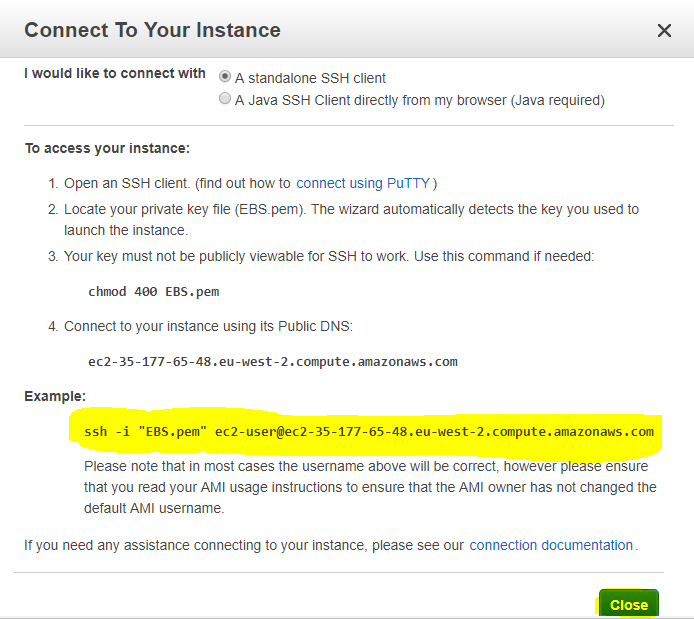 Connect To Your Instance
I would like to connect with
A standalone SSH client
A Java SSH Client directly from my browser (Java required)
To access your instance:
1. Open an SSH client. (find out how to connect using PuTTY)
2. Locate your private key file (EBS.pem). The wizard automatically detects the key you used to
launch the instance.
3. Your key must not be publicly viewable for SSH to work. Use this command if needed:
chmod 400 EBS.pem
4. Connect to your instance using its Public DNS:
ec2-35-177-65-48.eu-west-2.compute.amazonaws.com
Example:
ssh -i "EBS.pem" ec2-user@ec2-35-177-65-48.eu-west-2.compute.amazonaws.com
Please note that in most cases the username above will be correct, however please ensure
that you read your AMI usage instructions to ensure that the AMI owner has not changed the
default AMI username.
If you need any assistance connecting to your instance, please see our connection documentation.
Close